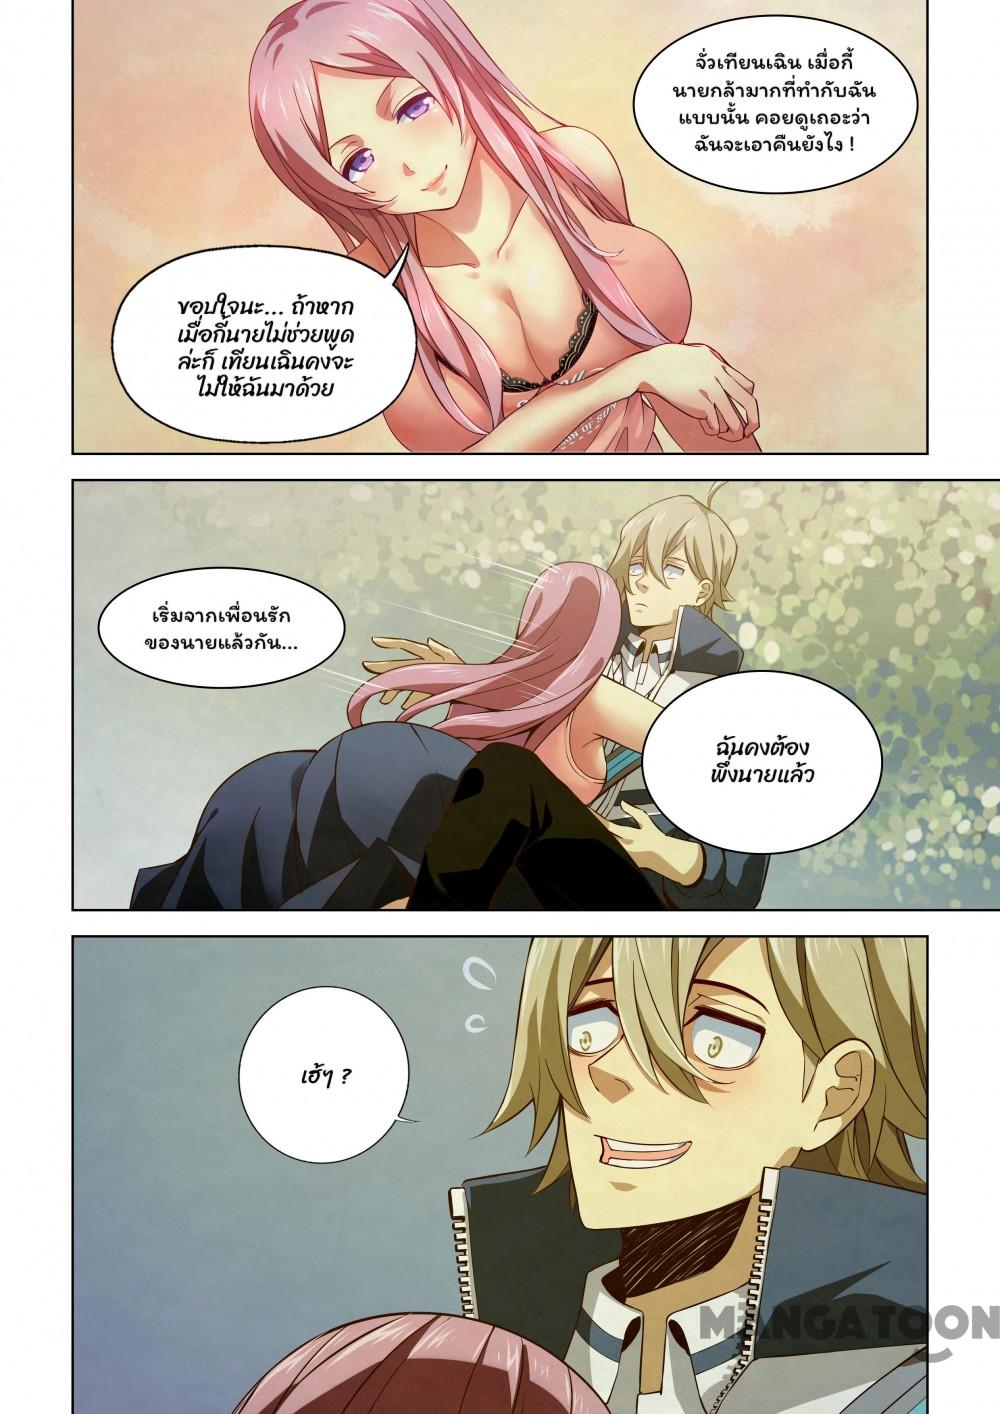 จั่วเทียนเฉิน เมื่อกี้
นายกล้ามากที่ทำกับฉัน
แบบนั้น คอยดูเถอะว่า
ฉันจะเอาคืนยังไง !
ขอบใจนะ... ถ้าหาก
เมื่อกี้นายไม่ช่วยพูด
ล่ะก็ เทียนเฉินคงจะ
ไม่ให้ฉันมาด้วย
เริ่มจากเพื่อนรัก
ของนายแล้วกัน...
ฉันคงต้อง
พึ่งนายแล้ว
เฮ้ๆ ?
MANGATOON